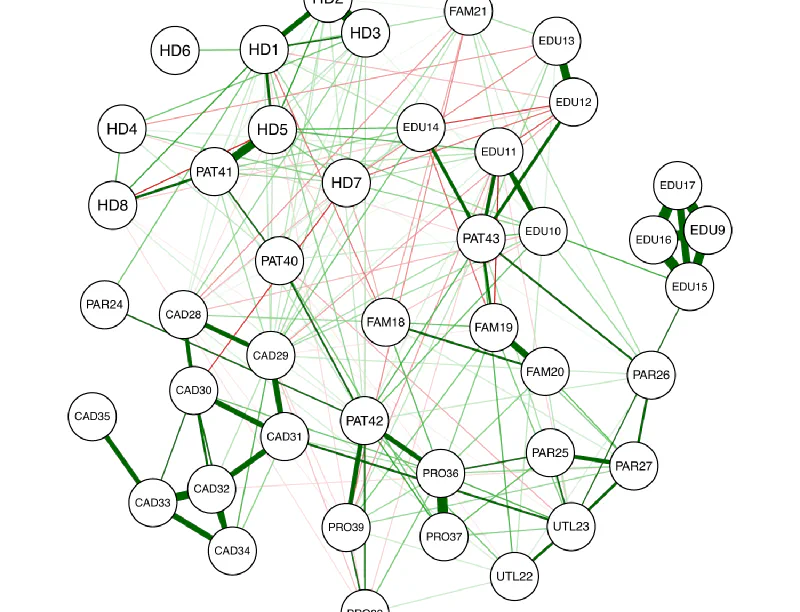 HD2
FAM21
HD3
HD6
HD1
EDU13
EDU12
HD4
HD5
EDU14
EDU11
PAT41
HD7
EDU17
HD8
EDU10
EDU16
EDU9
PAT43
PAT40
EDU15
PAR24
CAD28
FAM18
FAM19
CAD29
FAM20
PAR26
CAD30
CAD35
PAT42
CAD31
PAR25
PAR27
PRO36
CAD32
CAD33
PRO39
UTL23
PRO37
CAD34
UTL22